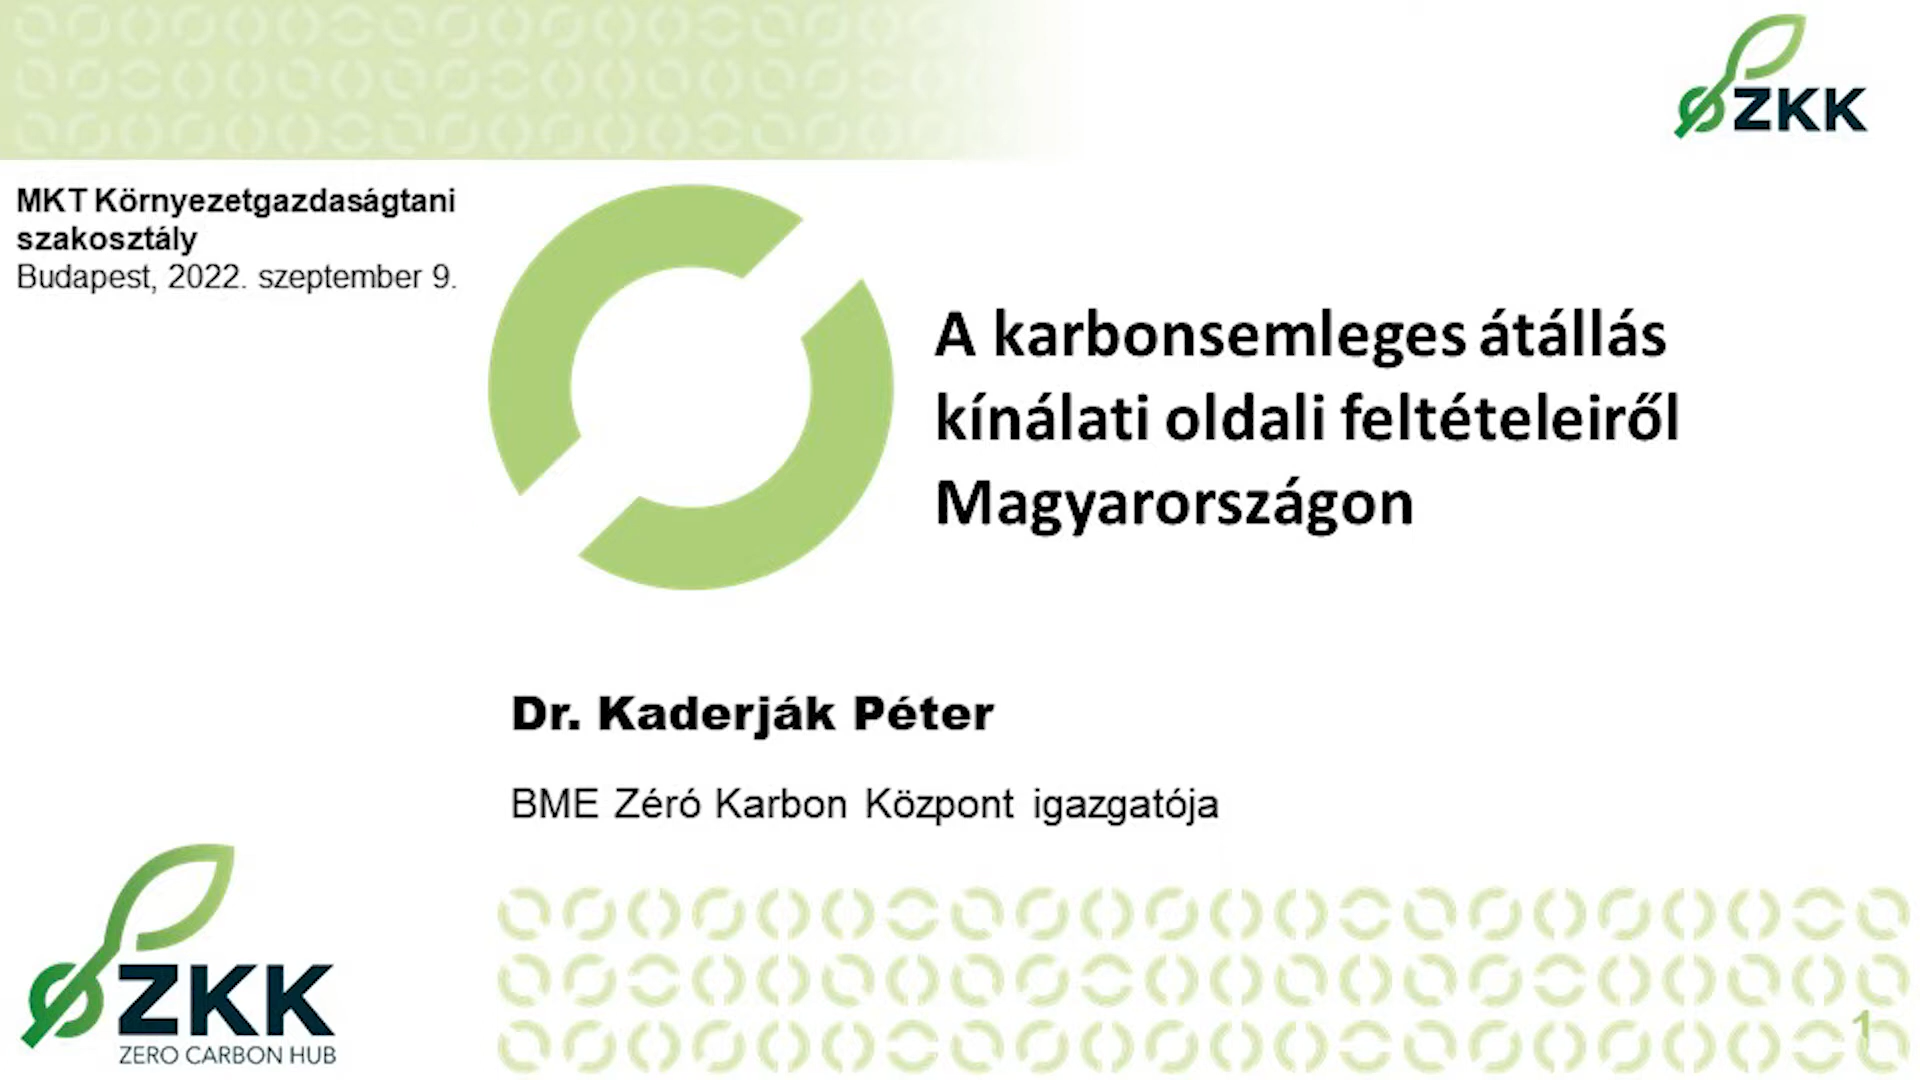 ZKK
MKT Környezetgazdaságtani
szakosztály
Budapest, 2022. szeptember 9.
A karbonsemleges átállás
kínálati oldali feltételeiről
Magyarországon
Dr. Kaderják Péter
BME Zéró Karbon Központ igazgatója
ZKK
ZERO CARBON HUB
1